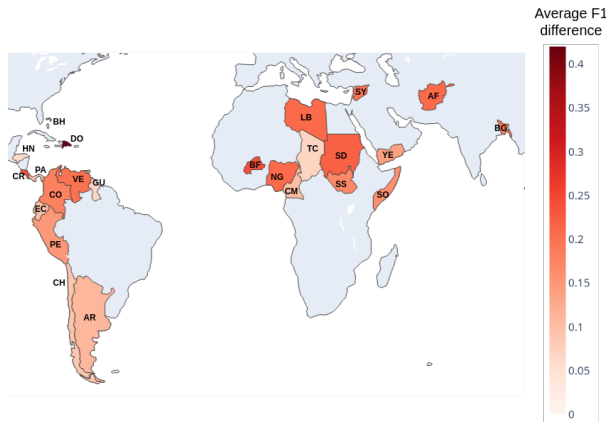 Average F1
difference
0.4
0.35
0.3
0.25
0.2
0.15
0.1
0.05
0
BH
DO
HN
CR
PA
VE
GU
CO
EC
PE
CH
AR
LB
SY
AF
BG
TC
SD
YE
BF
NG
CM
SS
SO